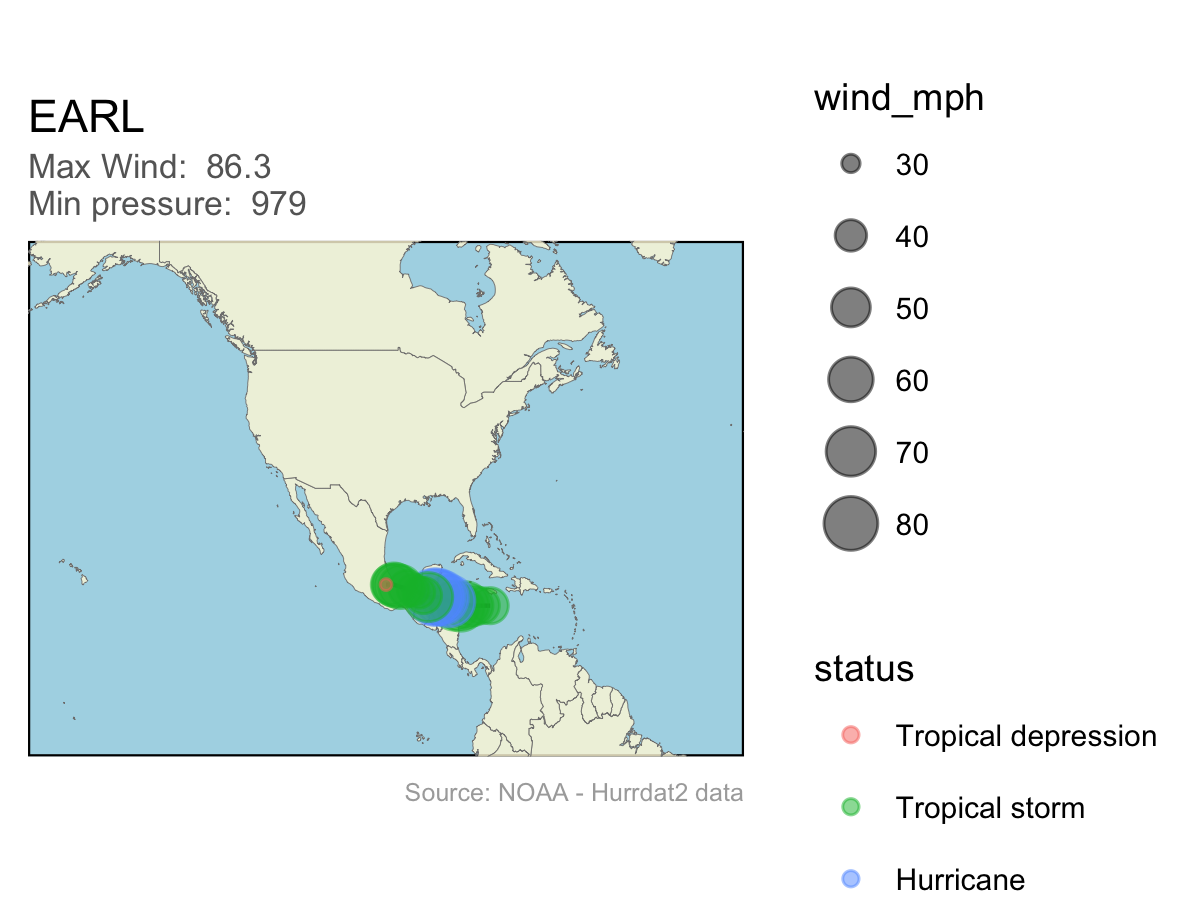 EARL
Max Wind:  86.3
Min pressure:  979
Source: NOAA - Hurrdat2 data
wind_mph
30
40
50
60
70
80
status
Tropical depression
Tropical storm
Hurricane